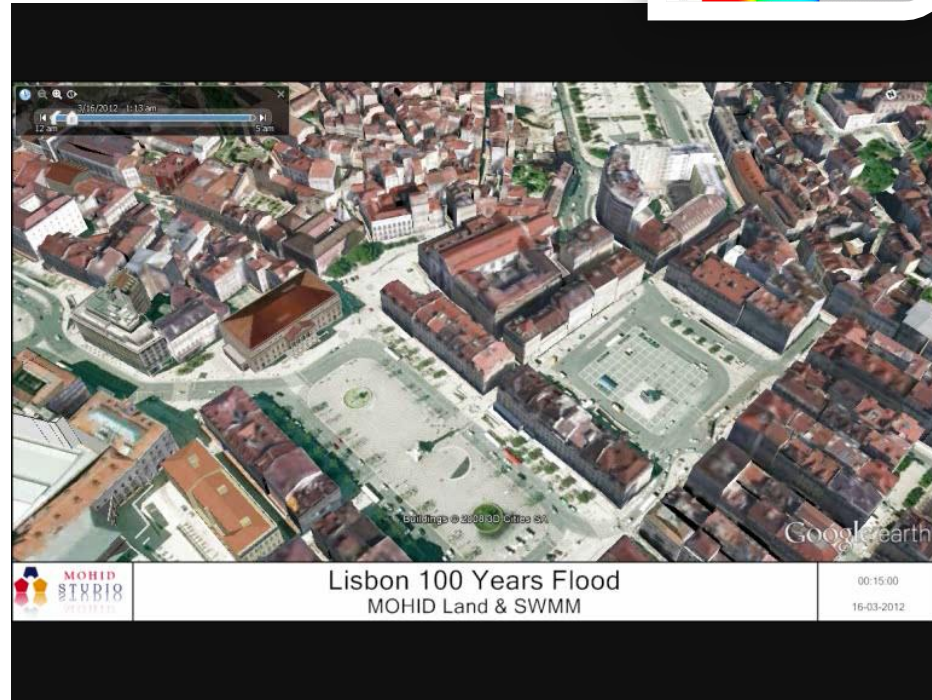 3/16/2012 1:13 am
12 am
5 am
Buildings © 2008 3D Cities SA
Google earth
MOHID
STUDIO
Lisbon 100 Years Flood
MOHID Land & SWMM
00:15:00
16-03-2012